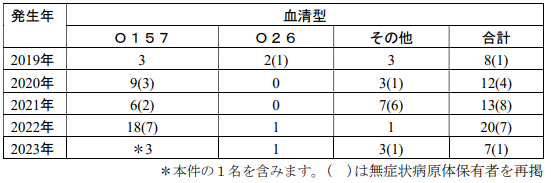 発生年 血清型
Ｏ１５７ Ｏ２６ その他 合計
2019年 3 2(1) 3 8(1)
2020年 9(3) 0 3(1) 12(4)
2021年 6(2) 0 7(6) 13(8)
2022年 18(7) 1 1 20(7)
2023年 ＊3 1 3(1) 7(1)
＊本件の１名を含みます。（　）は無症状病原体保有者を再掲